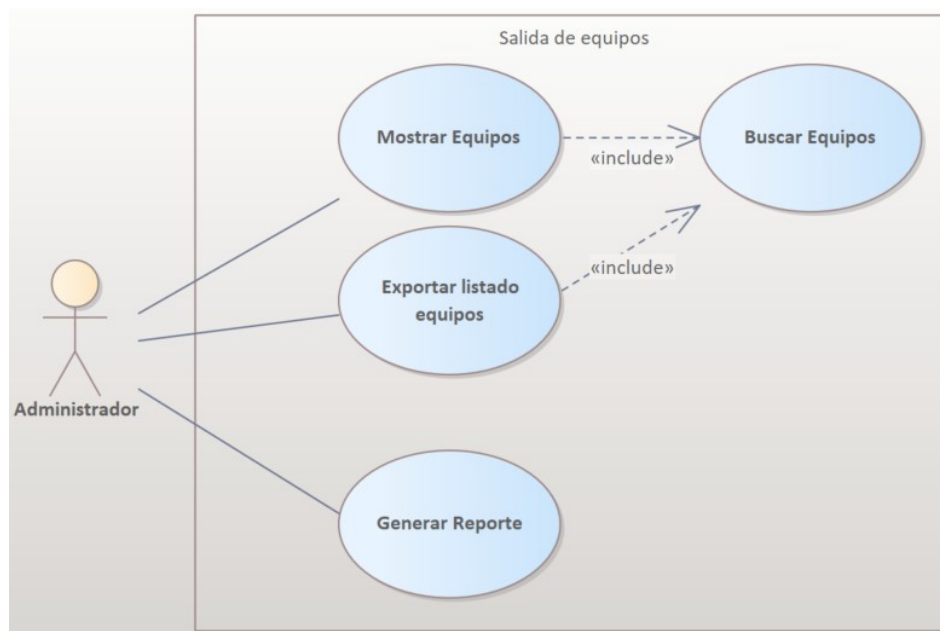 Salida de equipos
Mostrar Equipos
«include»
Buscar Equipos
Exportar listado
equipos
«include»
Administrador
Generar Reporte